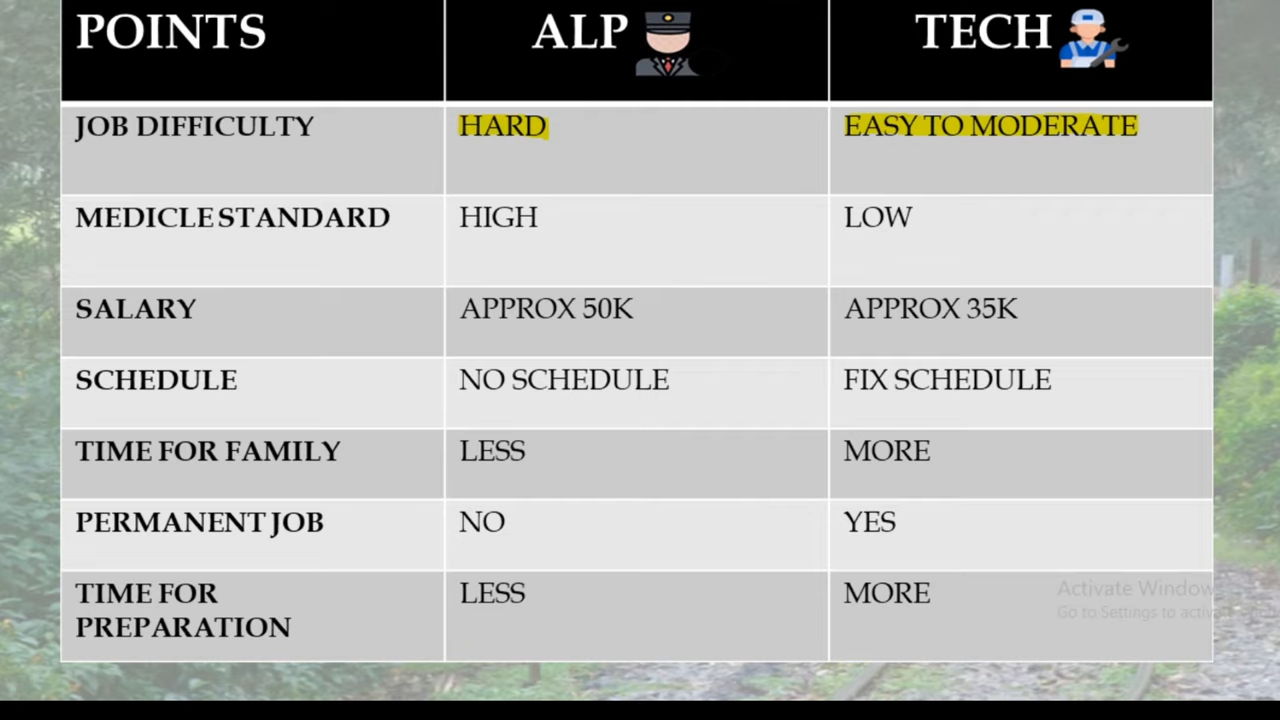 POINTS ALP TECH
JOB DIFFICULTY HARD EASY TO MODERATE
MEDICLE STANDARD HIGH LOW
SALARY APPROX 50K APPROX 35K
SCHEDULE NO SCHEDULE FIX SCHEDULE
TIME FOR FAMILY LESS MORE
PERMANENT JOB NO YES
TIME FOR LESS MORE
PREPARATION
Activate Windows
Go to Settings to activate